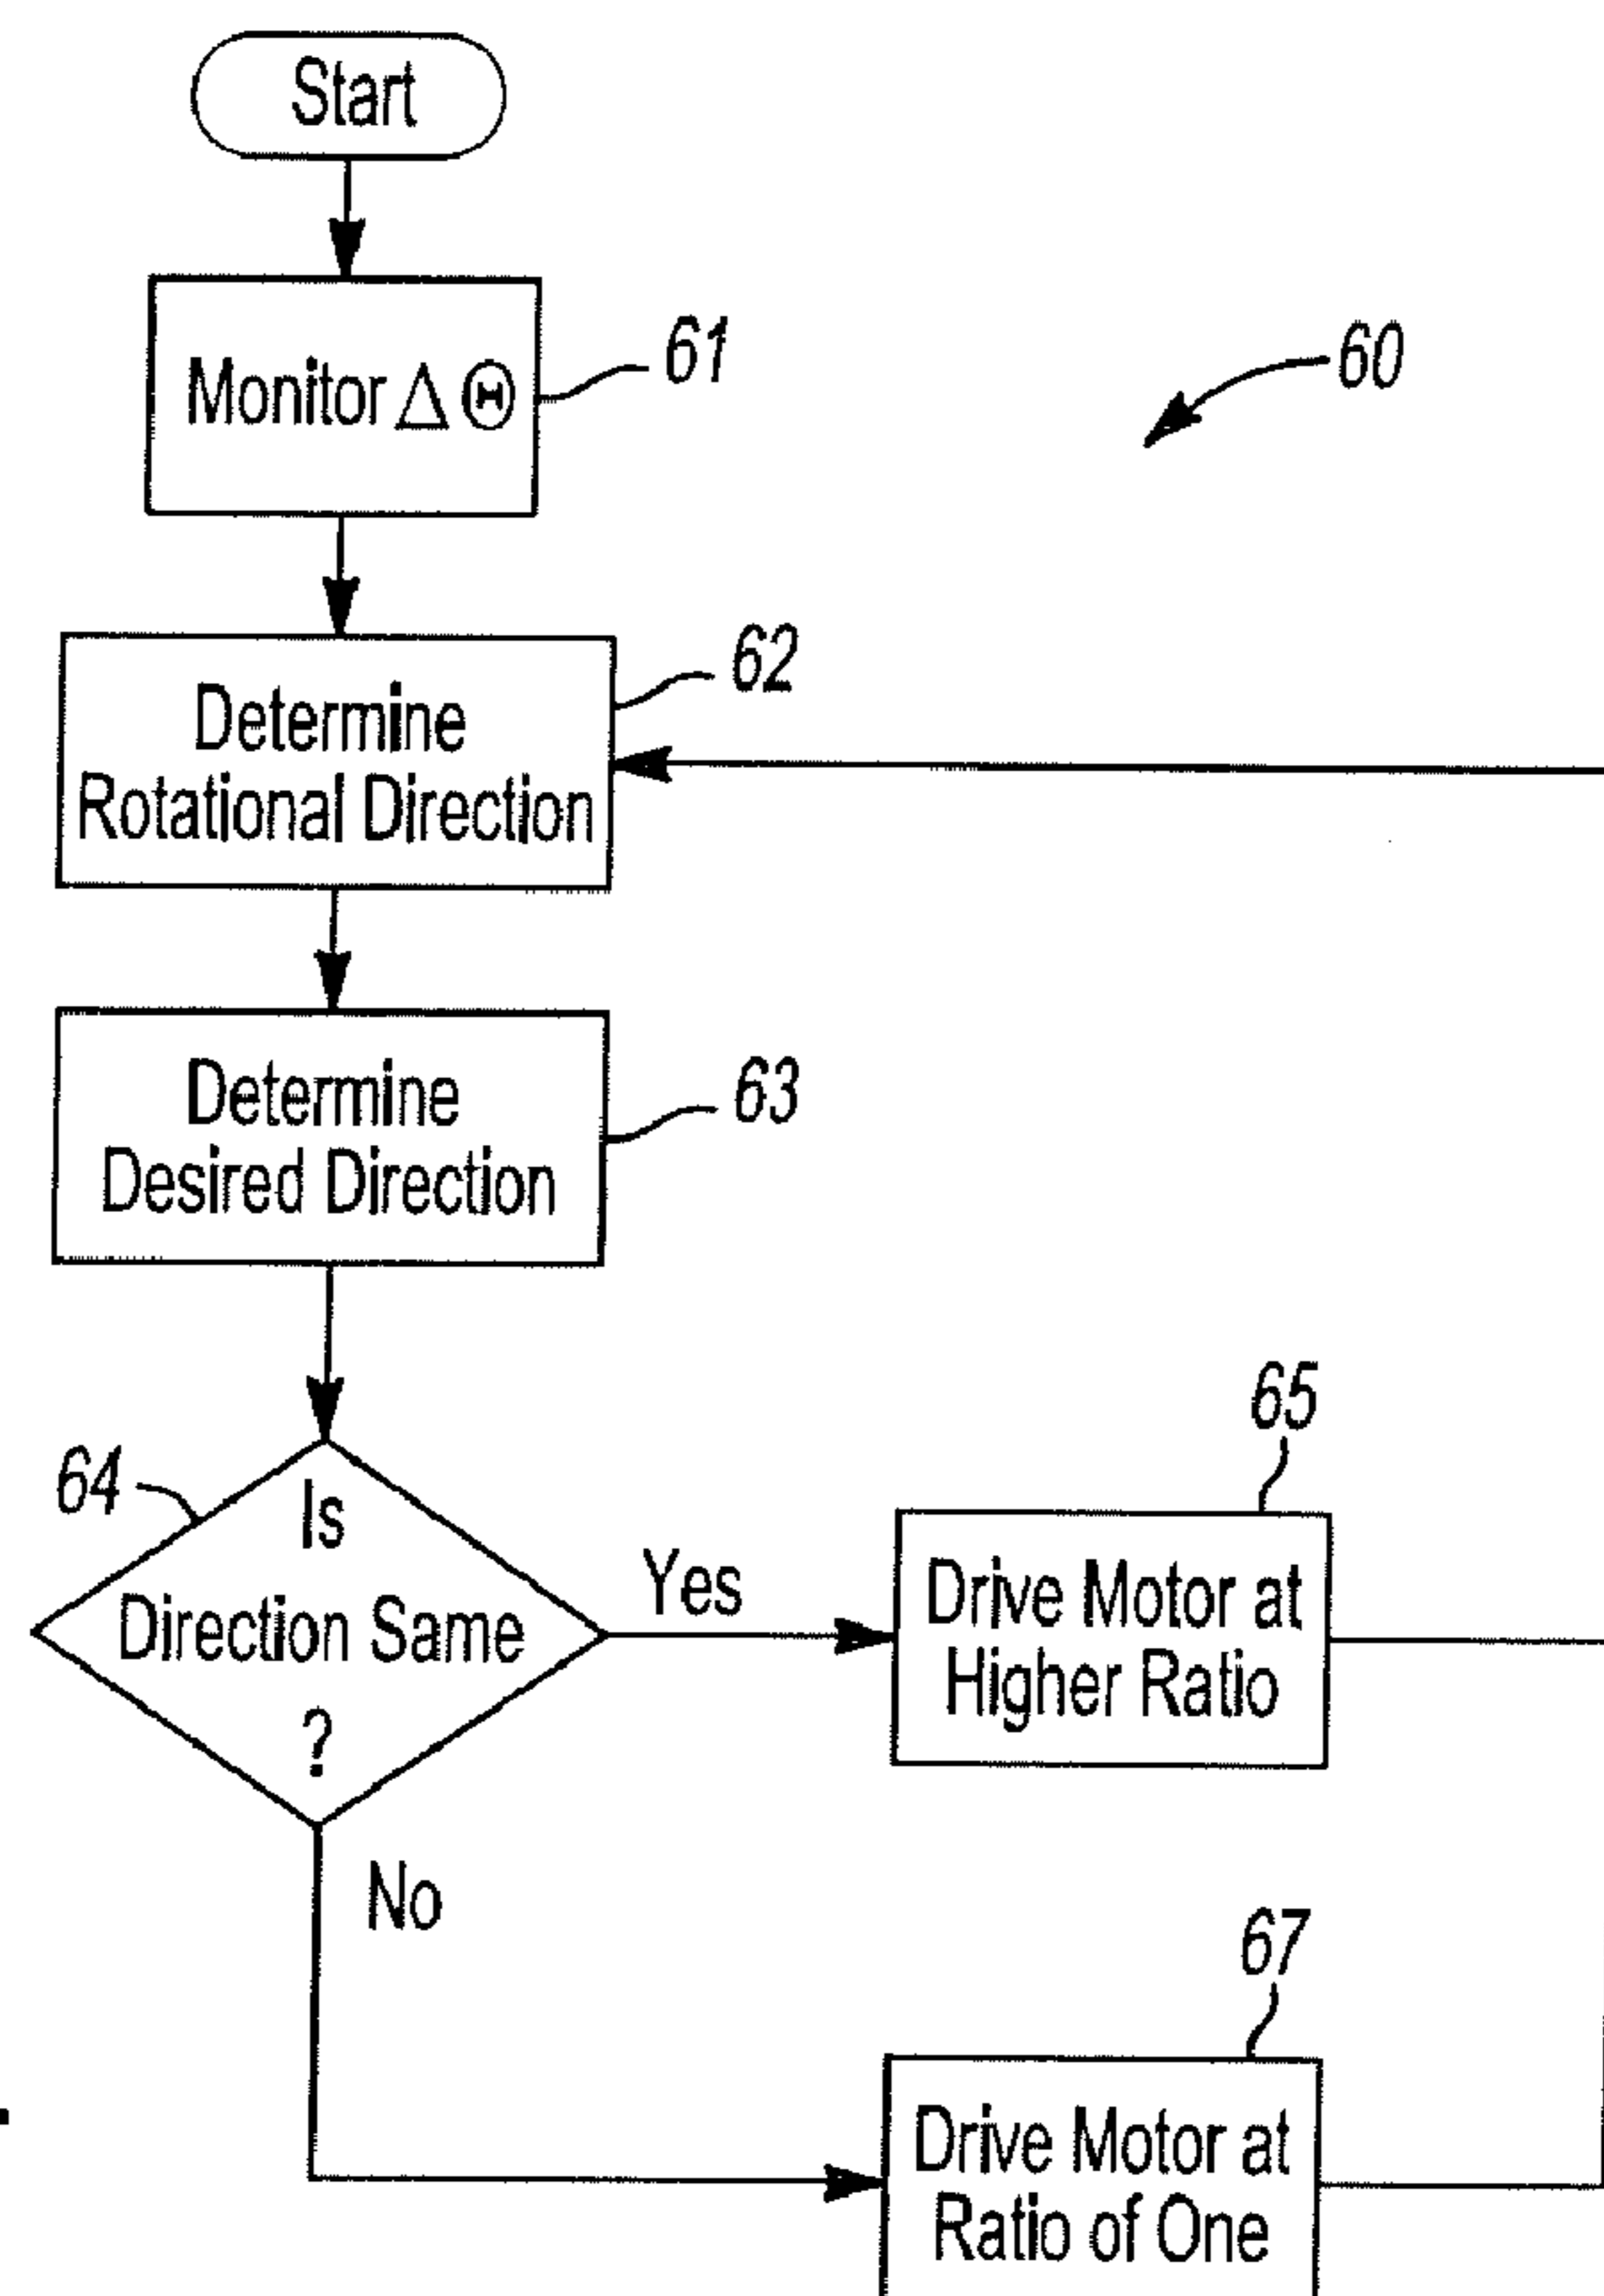 Start
Monitor Δ Θ
61
60
Determine
Rotational Direction
62
Determine
Desired Direction
63
64
Is
Direction Same
?
Yes
65
Drive Motor at
Higher Ratio
No
67
Drive Motor at
Ratio of One